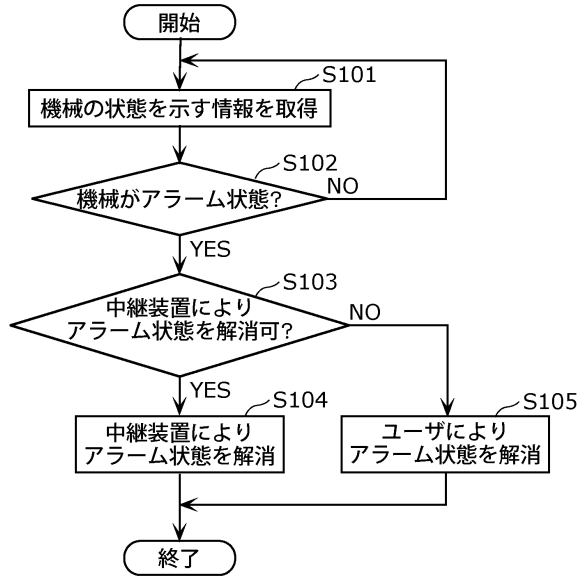 開始
S101
機械の状態を示す情報を取得
S102
機械がアラーム状態?
NO
YES
S103
中継装置により
アラーム状態を解消可?
NO
YES
S104
中継装置により
アラーム状態を解消
S105
ユーザにより
アラーム状態を解消
終了